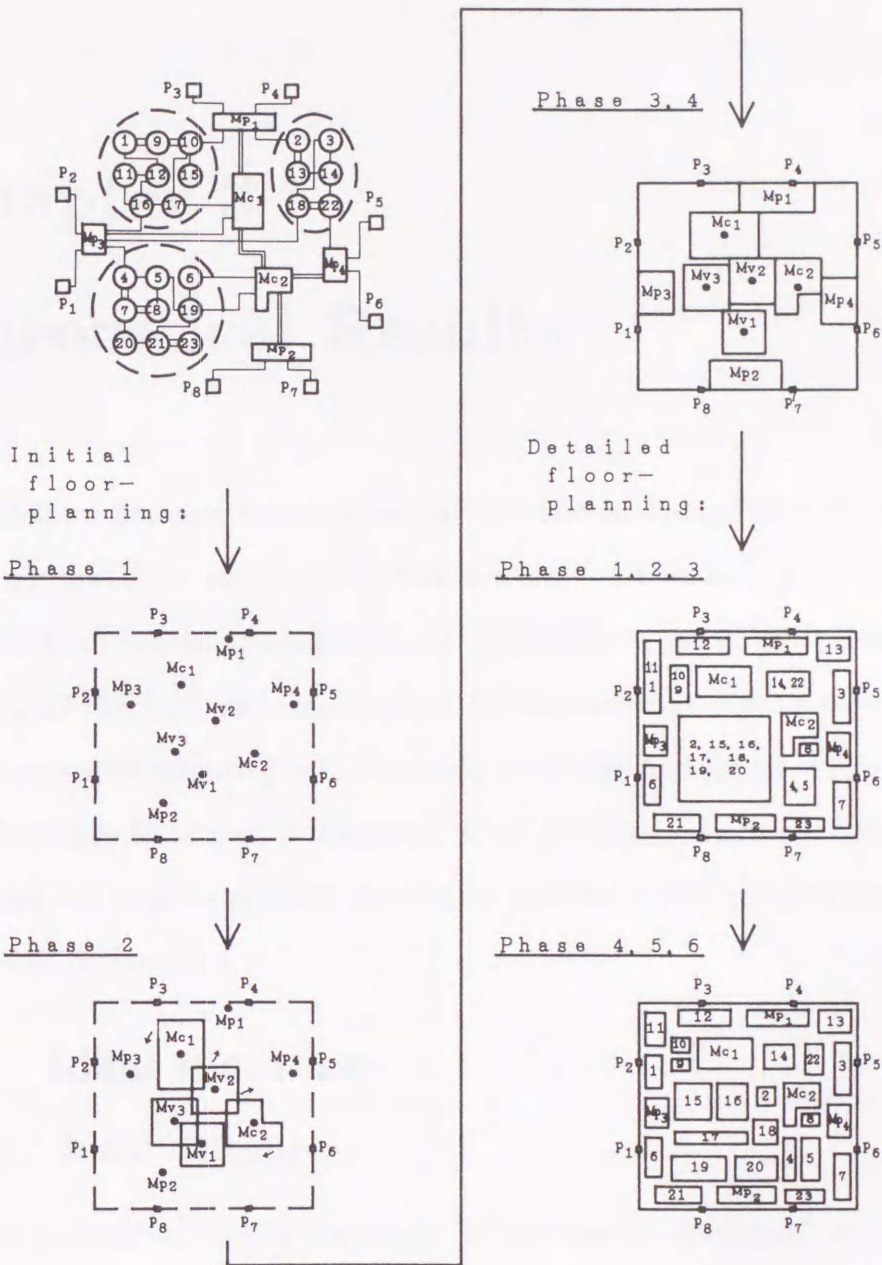 P3 P4
Mp1
1 9 10 2 3
11 12 15 13 14
P2 Mc1
16 17 18 22 P5
Mp3 Mp4
4 5 6 Mc2
P1 7 8 19 P6
20 21 23 Mp2
P8 P7
Initial
floor-
planning:
Phase 1
P3 P4
Mp1
Mc1
P2 Mp3 Mp4 P5
Mv2
Mv3 Mc2
P1 Mv1 P6
Mp2
P8 P7
Phase 2
P3 P4
Mp1
Mc1
P2 Mp3 Mp4 P5
Mv2
Mv3 Mc2
P1 Mv1 P6
Mp2
P8 P7
Phase 3,4
P3 P4
Mp1
Mc1
P2 P5
Mv3 Mv2 Mc2
Mp3 Mp4
P1 Mv1 P6
Mp2
P8 P7
Detailed
floor-
planning:
Phase 1,2,3
P3 P4
12 Mp1 13
11 10 Mc1 14,22
P2 1 9 3 P5
Mc2
Mp3 2, 15, 16, 8 Mp4
17, 18,
P1 19, 20 4,5 P6
6 7
21 Mp2 23
P8 P7
Phase 4,5,6
P3 P4
12 Mp1 13
11
10 Mc1 14 22
P2 1 9 3 P5
15 16 2 Mc2
Mp3 8 Mp4
17 18
P1 6 4 5 P6
19 20 7
21 Mp2 23
P8 P7